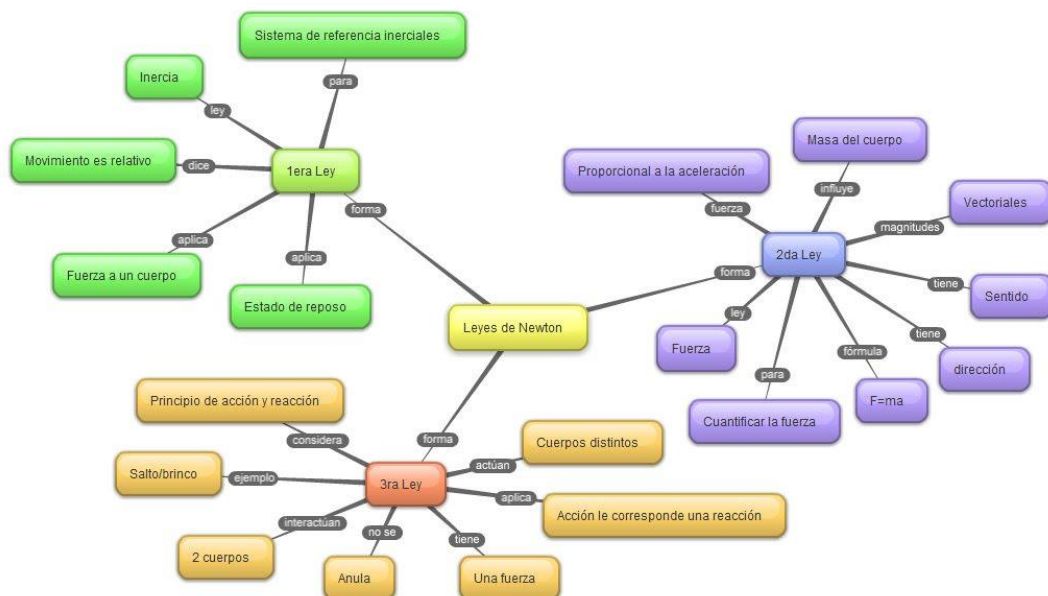 Sistema de referencia inerciales
para
Inercia
ley
Movimiento es relativo
dice
1era Ley
aplica
Fuerza a un cuerpo
aplica
Estado de reposo
forma
Leyes de Newton
forma
2da Ley
Proporcional a la aceleración
fuerza
Masa del cuerpo
influye
Vectoriales
magnitudes
Sentido
tiene
dirección
tiene
fórmula
F=ma
para
Cuantificar la fuerza
ley
Fuerza
forma
3ra Ley
Principio de acción y reacción
considera
Salto/brinco
ejemplo
interactúan
2 cuerpos
no se
Anula
tiene
Una fuerza
aplica
Acción le corresponde una reacción
actúan
Cuerpos distintos